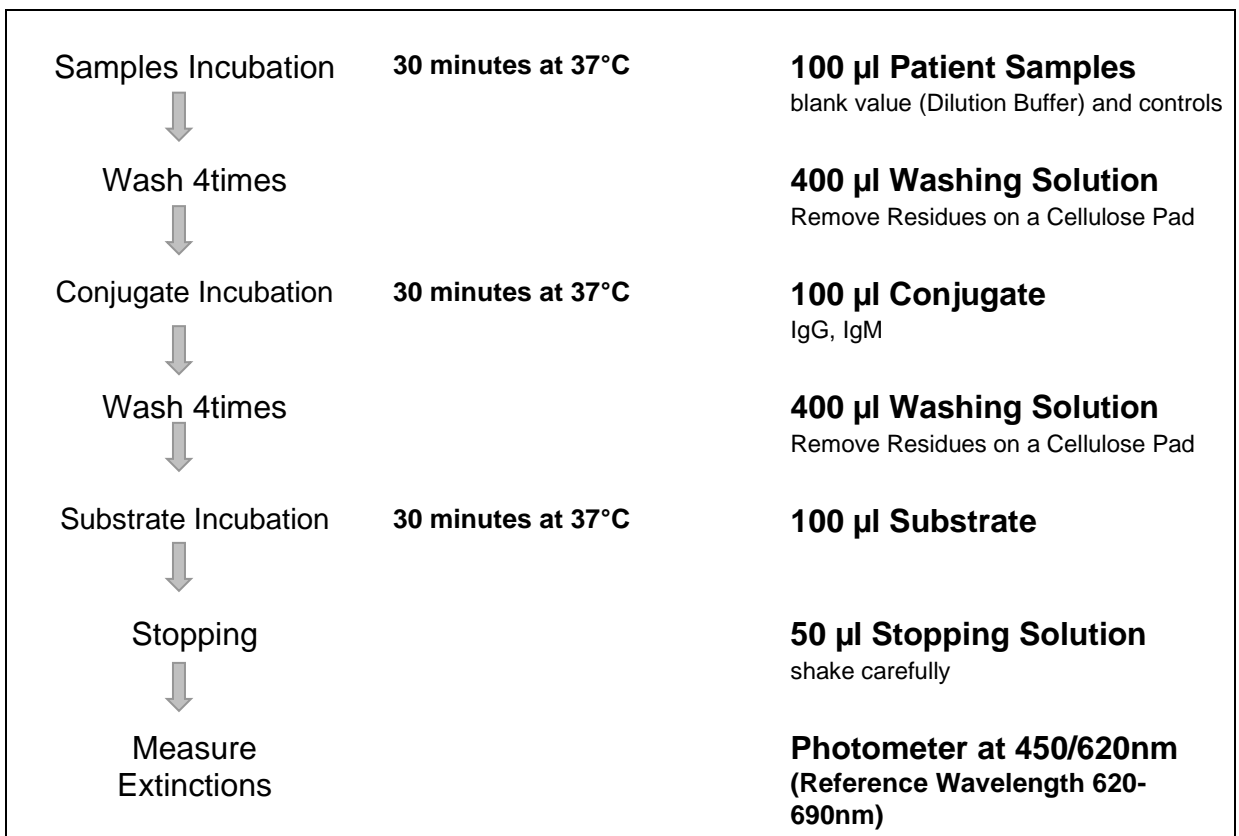 Samples Incubation 30 minutes at 37°C 100 µl Patient Samples
blank value (Dilution Buffer) and controls
Wash 4times 400 µl Washing Solution
Remove Residues on a Cellulose Pad
Conjugate Incubation 30 minutes at 37°C 100 µl Conjugate
IgG, IgM
Wash 4times 400 µl Washing Solution
Remove Residues on a Cellulose Pad
Substrate Incubation 30 minutes at 37°C 100 µl Substrate
Stopping 50 µl Stopping Solution
shake carefully
Measure Photometer at 450/620nm
Extinctions (Reference Wavelength 620-
690nm)